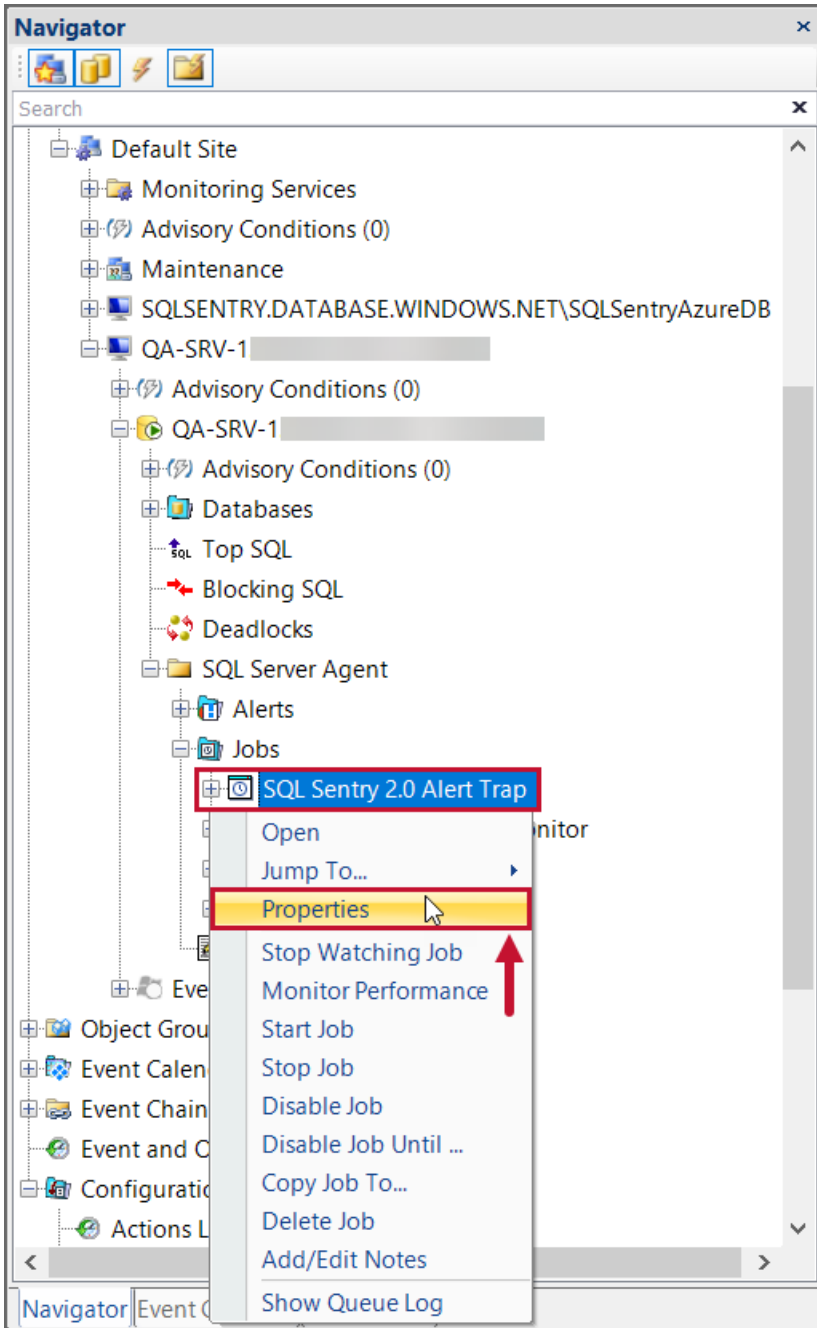 Navigator
Search
Default Site
Monitoring Services
Advisory Conditions (0)
Maintenance
SQLSENTRY.DATABASE.WINDOWS.NET\SQLSentryAzureDB
QA-SRV-1
Advisory Conditions (0)
QA-SRV-1
Advisory Conditions (0)
Databases
Top SQL
Blocking SQL
Deadlocks
SQL Server Agent
Alerts
Jobs
SQL Sentry 2.0 Alert Trap
nitor
Open
Jump To...
Properties
Stop Watching Job
Monitor Performance
Start Job
Stop Job
Disable Job
Disable Job Until ...
Copy Job To...
Delete Job
Add/Edit Notes
Show Queue Log
Eve
Object Grou
Event Calen
Event Chain
Event and O
Configuratio
Actions L
Navigator Event C